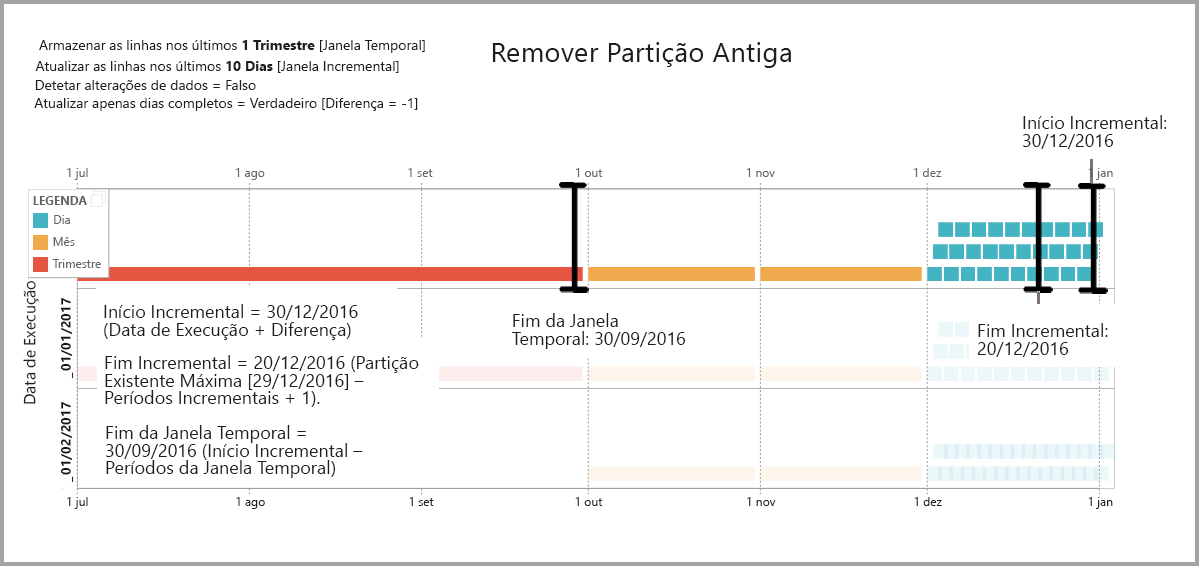 Armazenar as linhas nos últimos 1 Trimestre [Janela Temporal]
Atualizar as linhas nos últimos 10 Dias [Janela Incremental]
Detetar alterações de dados = Falso
Atualizar apenas dias completos = Verdadeiro [Diferença = -1]
Remover Partição Antiga
Início Incremental:
30/12/2016
1 jul
1 ago
1 set
1 out
1 nov
1 dez
1 jan
LEGENDA
Dia
Mês
Trimestre
Data de Execução
01/01/2017
01/02/2017
Início Incremental = 30/12/2016
(Data de Execução + Diferença)
Fim Incremental = 20/12/2016 (Partição
Existente Máxima [29/12/2016] –
Períodos Incrementais + 1).
Fim da Janela Temporal =
30/09/2016 (Início Incremental –
Períodos da Janela Temporal)
Fim da Janela
Temporal: 30/09/2016
Fim Incremental:
20/12/2016
1 jul
1 ago
1 set
1 out
1 nov
1 dez
1 jan